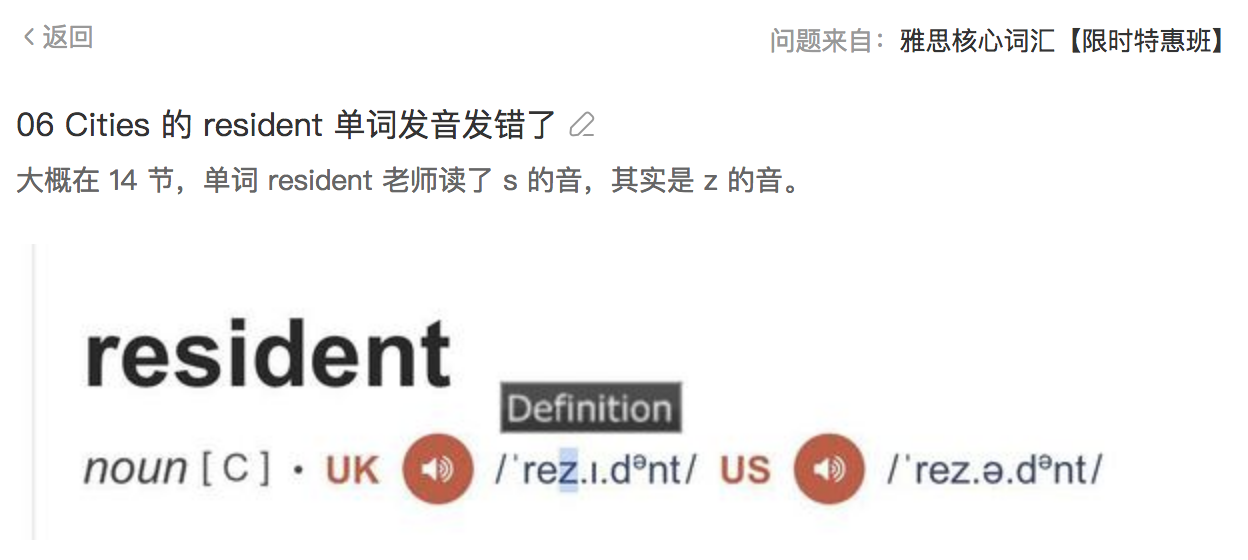 返回
问题来自：雅思核心词汇【限时特惠班】
06 Cities 的 resident 单词发音发错了
大概在 14 节，单词 resident 老师读了 s 的音，其实是 z 的音。
resident
Definition
noun [ C ] • UK /ˈrez.ɪ.dᵊnt/ US /ˈrez.ə.dᵊnt/